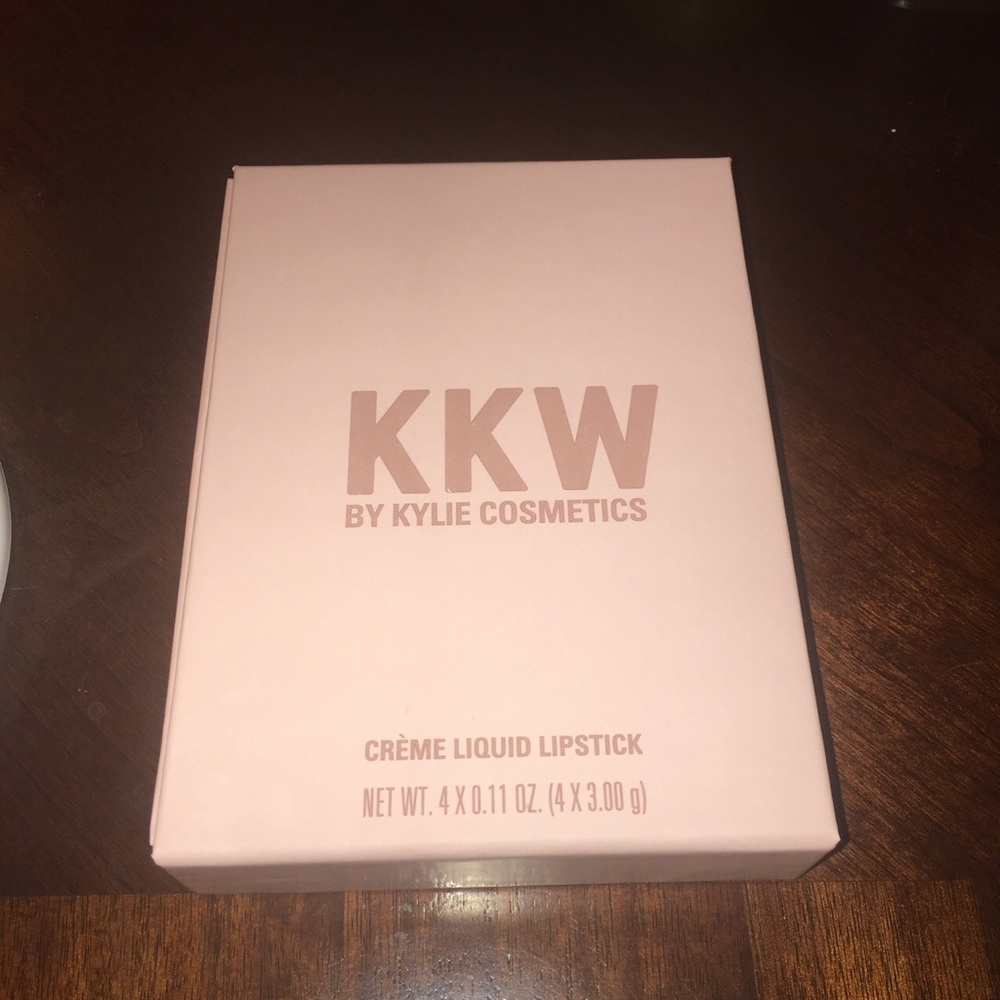 KKW
BY KYLIE COSMETICS
CRÈME LIQUID LIPSTICK
NET WT. 4 X 0.11 OZ. (4 X 3.00 g)